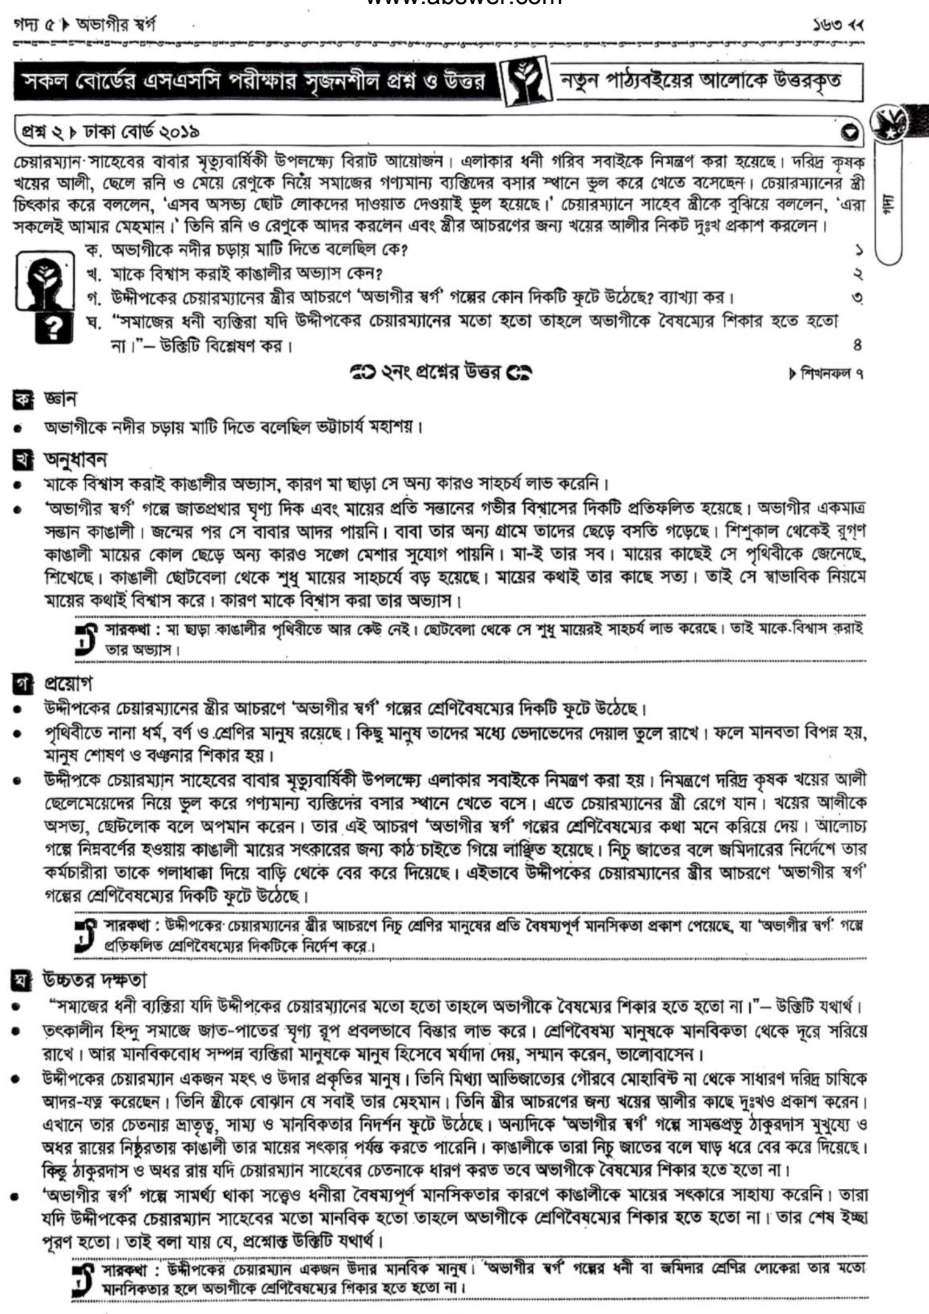 www.abswer.com
গদ্য ৫ ▶ অভাগীর স্বর্গ ১৬৩ ◀◀
সকল বোর্ডের এসএসসি পরীক্ষার সৃজনশীল প্রশ্ন ও উত্তর নতুন পাঠ্যবইয়ের আলোকে উত্তরকৃত
প্রশ্ন ২ ▶ ঢাকা বোর্ড ২০১৯
চেয়ারম্যান সাহেবের বাবার মৃত্যুবার্ষিকী উপলক্ষ্যে বিরাট আয়োজন। এলাকার ধনী গরিব সবাইকে নিমন্ত্রণ করা হয়েছে। দরিদ্র কৃষক
খয়ের আলী, ছেলে রনি ও মেয়ে রেণুকে নিয়ে সমাজের গণ্যমান্য ব্যক্তিদের বসার স্থানে ভুল করে খেতে বসেছেন। চেয়ারম্যানের স্ত্রী
চিৎকার করে বললেন, ‘এসব অসভ্য ছোট লোকদের দাওয়াত দেওয়াই ভুল হয়েছে।’ চেয়ারম্যানে সাহেব স্ত্রীকে বুঝিয়ে বললেন, ‘এরা
সকলেই আমার মেহমান।’ তিনি রনি ও রেণুকে আদর করলেন এবং স্ত্রীর আচরণের জন্য খয়ের আলীর নিকট দুঃখ প্রকাশ করলেন।
গদ্য
ক. অভাগীকে নদীর চড়ায় মাটি দিতে বলেছিল কে? ১
খ. মাকে বিশ্বাস করাই কাঙালীর অভ্যাস কেন? ২
গ. উদ্দীপকের চেয়ারম্যানের স্ত্রীর আচরণে ‘অভাগীর স্বর্গ’ গল্পের কোন দিকটি ফুটে উঠেছে? ব্যাখ্যা কর। ৩
ঘ. “সমাজের ধনী ব্যক্তিরা যদি উদ্দীপকের চেয়ারম্যানের মতো হতো তাহলে অভাগীকে বৈষম্যের শিকার হতে হতো
না।”– উক্তিটি বিশ্লেষণ কর। ৪
২নং প্রশ্নের উত্তর ▶ শিখনফল ৭
ক জ্ঞান
● অভাগীকে নদীর চড়ায় মাটি দিতে বলেছিল ভট্টাচার্য মহাশয়।
খ অনুধাবন
● মাকে বিশ্বাস করাই কাঙালীর অভ্যাস, কারণ মা ছাড়া সে অন্য কারও সাহচর্য লাভ করেনি।
● ‘অভাগীর স্বর্গ’ গল্পে জাতপ্রথার ঘৃণ্য দিক এবং মায়ের প্রতি সন্তানের গভীর বিশ্বাসের দিকটি প্রতিফলিত হয়েছে। অভাগীর একমাত্র
সন্তান কাঙালী। জন্মের পর সে বাবার আদর পায়নি। বাবা তার অন্য গ্রামে তাদের ছেড়ে বসতি গড়েছে। শিশুকাল থেকেই রুগ্‌ণ
কাঙালী মায়ের কোল ছেড়ে অন্য কারও সঙ্গে মেশার সুযোগ পায়নি। মা-ই তার সব। মায়ের কাছেই সে পৃথিবীকে জেনেছে,
শিখেছে। কাঙালী ছোটবেলা থেকে শুধু মায়ের সাহচর্যে বড় হয়েছে। মায়ের কথাই তার কাছে সত্য। তাই সে স্বাভাবিক নিয়মে
মায়ের কথাই বিশ্বাস করে। কারণ মাকে বিশ্বাস করা তার অভ্যাস।
সারকথা : মা ছাড়া কাঙালীর পৃথিবীতে আর কেউ নেই। ছোটবেলা থেকে সে শুধু মায়েরই সাহচর্য লাভ করেছে। তাই মাকে বিশ্বাস করাই
তার অভ্যাস।
গ প্রয়োগ
● উদ্দীপকের চেয়ারম্যানের স্ত্রীর আচরণে ‘অভাগীর স্বর্গ’ গল্পের শ্রেণিবৈষম্যের দিকটি ফুটে উঠেছে।
● পৃথিবীতে নানা ধর্ম, বর্ণ ও শ্রেণির মানুষ রয়েছে। কিছু মানুষ তাদের মধ্যে ভেদাভেদের দেয়াল তুলে রাখে। ফলে মানবতা বিপন্ন হয়,
মানুষ শোষণ ও বঞ্চনার শিকার হয়।
● উদ্দীপকে চেয়ারম্যান সাহেবের বাবার মৃত্যুবার্ষিকী উপলক্ষ্যে এলাকার সবাইকে নিমন্ত্রণ করা হয়। নিমন্ত্রণে দরিদ্র কৃষক খয়ের আলী
ছেলেমেয়েদের নিয়ে ভুল করে গণ্যমান্য ব্যক্তিদের বসার স্থানে খেতে বসে। এতে চেয়ারম্যানের স্ত্রী রেগে যান। খয়ের আলীকে
অসভ্য, ছোটলোক বলে অপমান করেন। তার এই আচরণ ‘অভাগীর স্বর্গ’ গল্পের শ্রেণিবৈষম্যের কথা মনে করিয়ে দেয়। আলোচ্য
গল্পে নিম্নবর্ণের হওয়ায় কাঙালী মায়ের সৎকারের জন্য কাঠ চাইতে গিয়ে লাঞ্ছিত হয়েছে। নিচু জাতের বলে জমিদারের নির্দেশে তার
কর্মচারীরা তাকে গলাধাক্কা দিয়ে বাড়ি থেকে বের করে দিয়েছে। এইভাবে উদ্দীপকের চেয়ারম্যানের স্ত্রীর আচরণে ‘অভাগীর স্বর্গ’
গল্পের শ্রেণিবৈষম্যের দিকটি ফুটে উঠেছে।
সারকথা : উদ্দীপকের চেয়ারম্যানের স্ত্রীর আচরণে নিচু শ্রেণির মানুষের প্রতি বৈষম্যপূর্ণ মানসিকতা প্রকাশ পেয়েছে, যা ‘অভাগীর স্বর্গ’ গল্পে
প্রতিফলিত শ্রেণিবৈষম্যের দিকটিকে নির্দেশ করে।
ঘ উচ্চতর দক্ষতা
● “সমাজের ধনী ব্যক্তিরা যদি উদ্দীপকের চেয়ারম্যানের মতো হতো তাহলে অভাগীকে বৈষম্যের শিকার হতে হতো না।”– উক্তিটি যথার্থ।
● তৎকালীন হিন্দু সমাজে জাত-পাতের ঘৃণ্য রূপ প্রবলভাবে বিস্তার লাভ করে। শ্রেণিবৈষম্য মানুষকে মানবিকতা থেকে দূরে সরিয়ে
রাখে। আর মানবিকবোধ সম্পন্ন ব্যক্তিরা মানুষকে মানুষ হিসেবে মর্যাদা দেয়, সম্মান করেন, ভালোবাসেন।
● উদ্দীপকের চেয়ারম্যান একজন মহৎ ও উদার প্রকৃতির মানুষ। তিনি মিথ্যা আভিজাত্যের গৌরবে মোহাবিষ্ট না থেকে সাধারণ দরিদ্র চাষিকে
আদর-যত্ন করেছেন। তিনি স্ত্রীকে বোঝান যে সবাই তার মেহমান। তিনি স্ত্রীর আচরণের জন্য খয়ের আলীর কাছে দুঃখও প্রকাশ করেন।
এখানে তার চেতনায় ভ্রাতৃত্ব, সাম্য ও মানবিকতার নিদর্শন ফুটে উঠেছে। অন্যদিকে ‘অভাগীর স্বর্গ’ গল্পে সামন্তপ্রভু ঠাকুরদাস মুখুয্যে ও
অধর রায়ের নিষ্ঠুরতায় কাঙালী তার মায়ের সৎকার পর্যন্ত করতে পারেনি। কাঙালীকে তারা নিচু জাতের বলে ঘাড় ধরে বের করে দিয়েছে।
কিন্তু ঠাকুরদাস ও অধর রায় যদি চেয়ারম্যান সাহেবের চেতনাকে ধারণ করত তবে অভাগীকে বৈষম্যের শিকার হতে হতো না।
● ‘অভাগীর স্বর্গ’ গল্পে সামর্থ্য থাকা সত্ত্বেও ধনীরা বৈষম্যপূর্ণ মানসিকতার কারণে কাঙালীকে মায়ের সৎকারে সাহায্য করেনি। তারা
যদি উদ্দীপকের চেয়ারম্যান সাহেবের মতো মানবিক হতো তাহলে অভাগীকে শ্রেণিবৈষম্যের শিকার হতে হতো না। তার শেষ ইচ্ছা
পূরণ হতো। তাই বলা যায় যে, প্রশ্নোক্ত উক্তিটি যথার্থ।
সারকথা : উদ্দীপকের চেয়ারম্যান একজন উদার মানবিক মানুষ। ‘অভাগীর স্বর্গ’ গল্পের ধনী বা জমিদার শ্রেণির লোকেরা তার মতো
মানসিকতার হলে অভাগীকে শ্রেণিবৈষম্যের শিকার হতে হতো না।